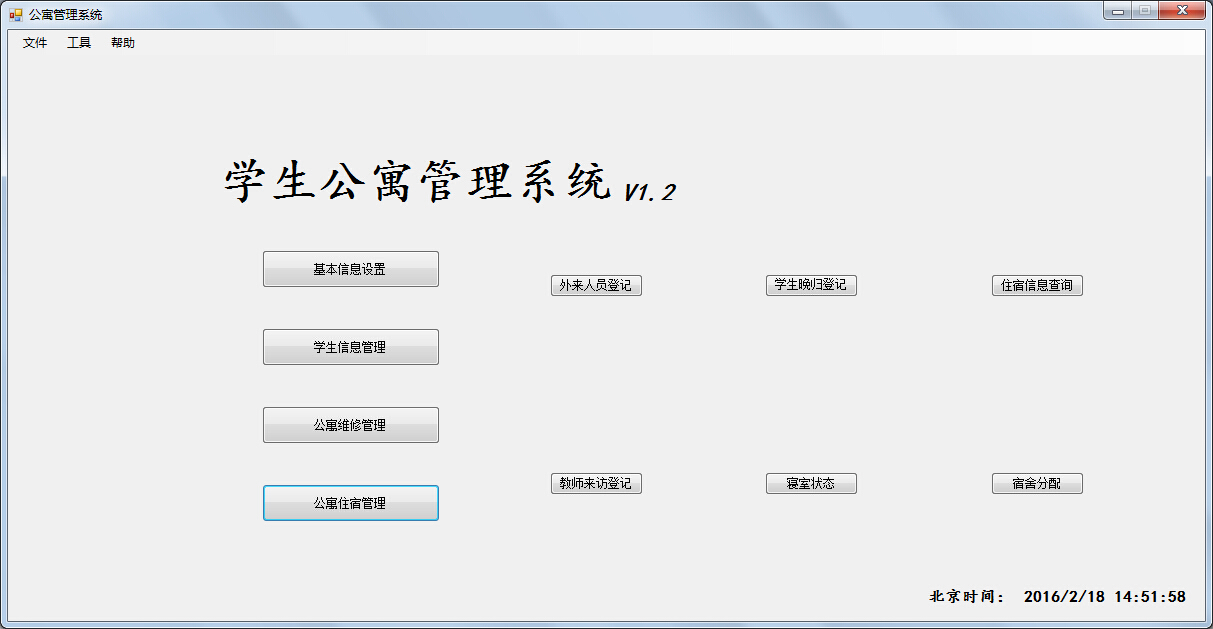 公寓管理系统
文件 工具 帮助
学生公寓管理系统 V1.2
基本信息设置
外来人员登记 学生晚归登记 住宿信息查询
学生信息管理
公寓维修管理
教师来访登记 寝室状态 宿舍分配
公寓住宿管理
北京时间： 2016/2/18 14:51:58